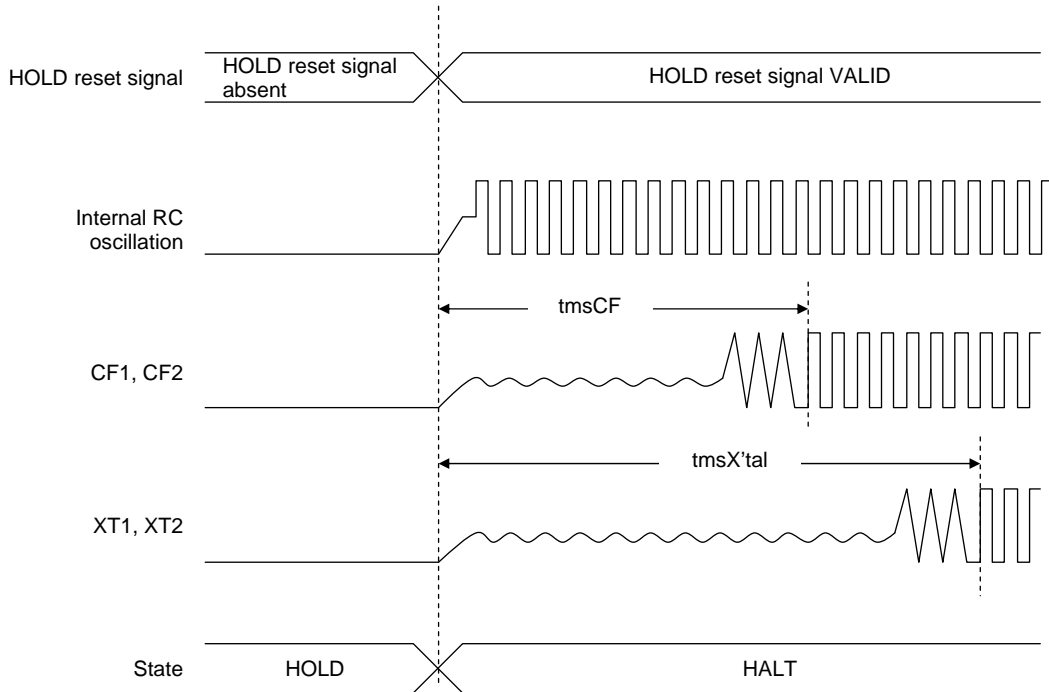 HOLD reset signal
HOLD reset signal
absent
HOLD reset signal VALID
Internal RC
oscillation
tmsCF
CF1, CF2
tmsX’tal
XT1, XT2
State
HOLD
HALT